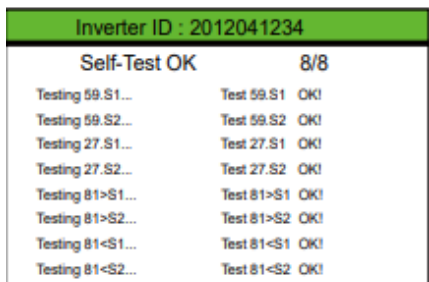 Inverter ID : 2012041234
Self-Test OK 8/8
Testing 59.S1... Test 59.S1 OK!
Testing 59.S2... Test 59.S2 OK!
Testing 27.S1... Test 27.S1 OK!
Testing 27.S2... Test 27.S2 OK!
Testing 81>S1... Test 81>S1 OK!
Testing 81>S2... Test 81>S2 OK!
Testing 81<S1... Test 81<S1 OK!
Testing 81<S2... Test 81<S2 OK!